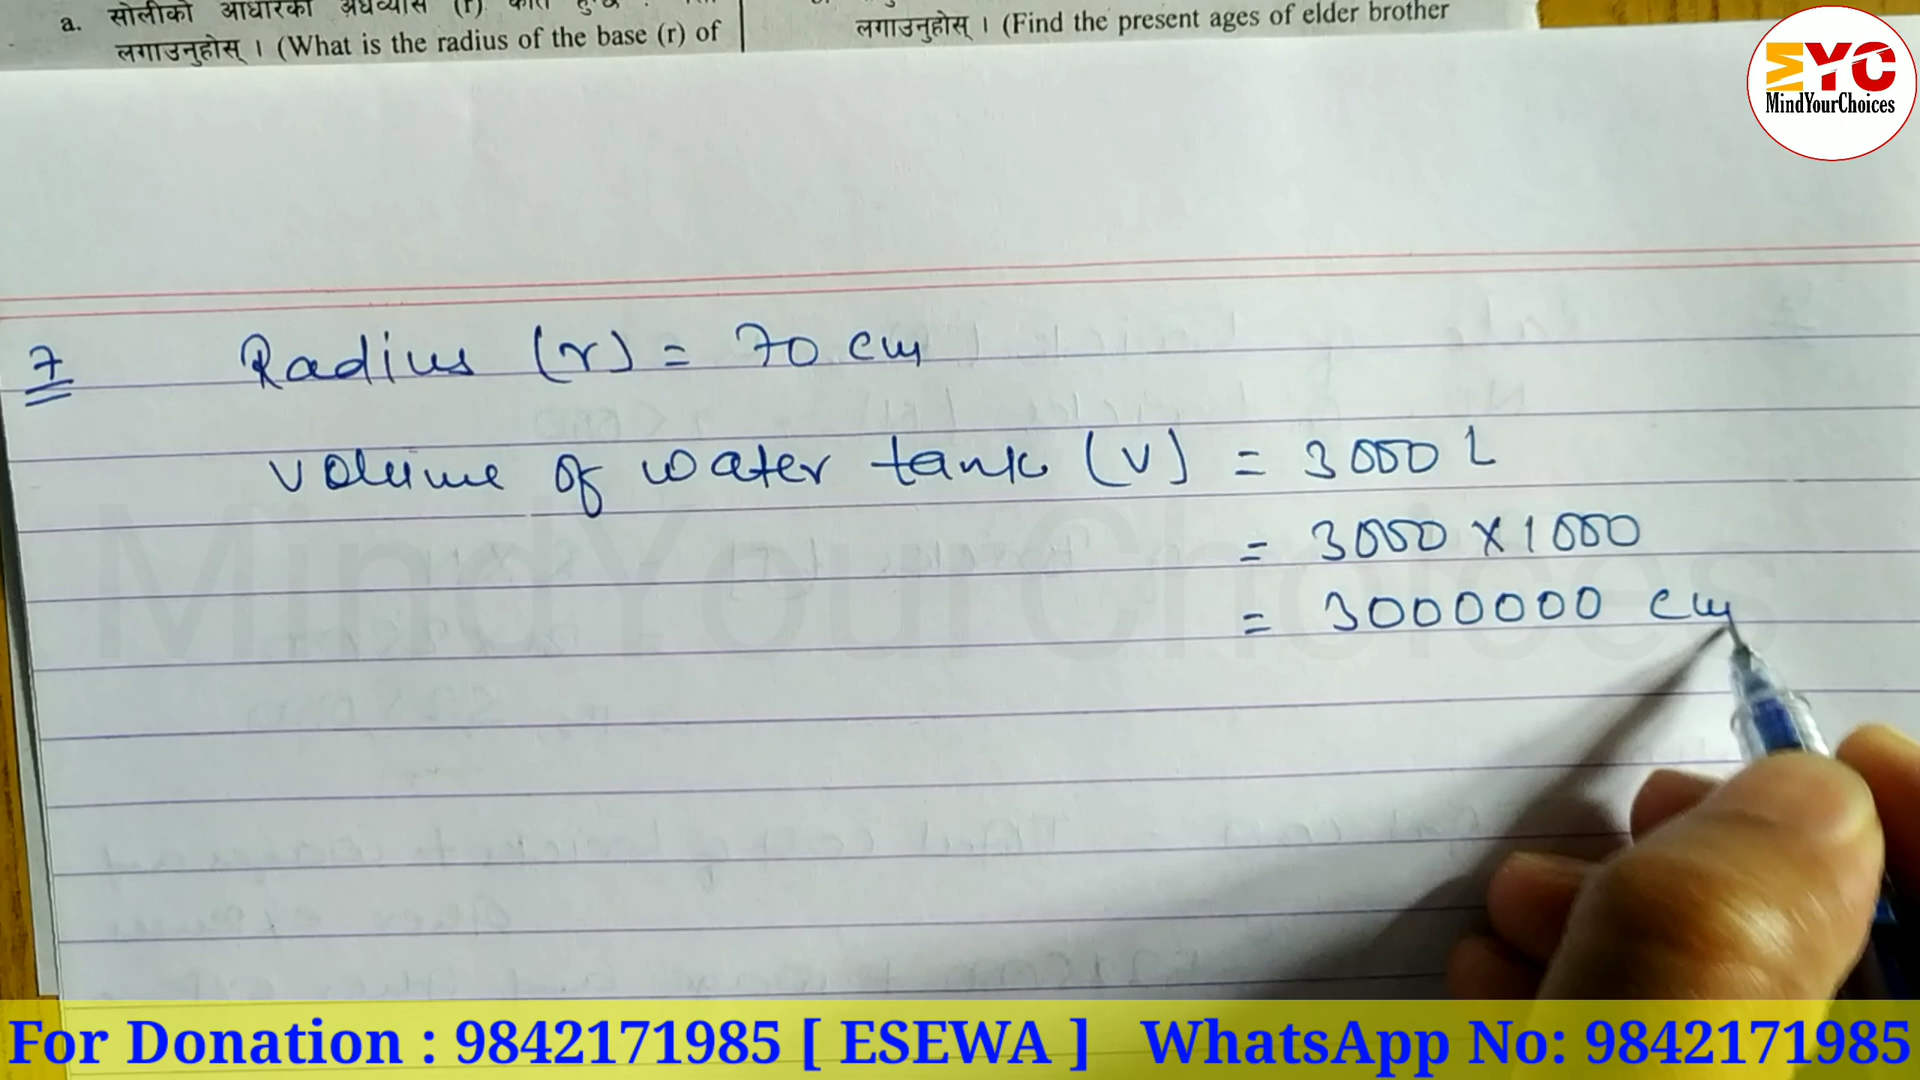 a. सोलीको आधारको अर्धव्यास (r) कति हुन्छ
लगाउनुहोस् । (What is the radius of the base (r) of
लगाउनुहोस् । (Find the present ages of elder brother
MYC
MindYourChoices
7 Radius (r) = 70 cm
Volume of water tank (V) = 3000 L
= 3000 × 1000
= 3000000 cm
MindYourChoices
For Donation : 9842171985 [ ESEWA ] WhatsApp No: 9842171985